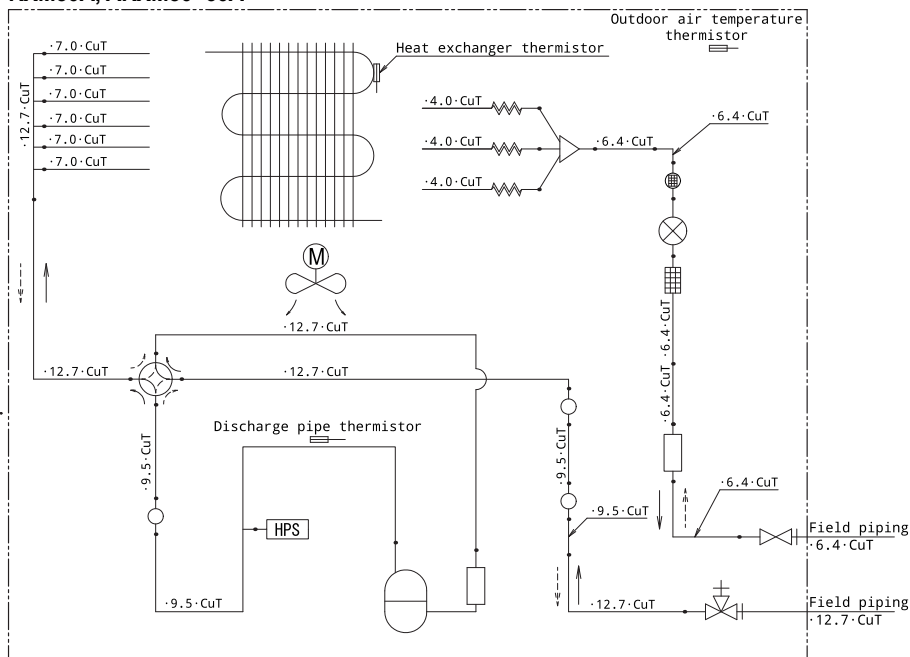 Outdoor air temperature
thermistor
Heat exchanger thermistor
·7.0·CuT
·7.0·CuT
·7.0·CuT
·7.0·CuT
·7.0·CuT
·7.0·CuT
·12.7·CuT
·4.0·CuT
·4.0·CuT
·4.0·CuT
·6.4·CuT
·6.4·CuT
M
·12.7·CuT
·12.7·CuT
·12.7·CuT
·6.4·CuT
·6.4·CuT
Discharge pipe thermistor
·9.5·CuT
·9.5·CuT
·6.4·CuT
·9.5·CuT
HPS
Field piping
·6.4·CuT
·9.5·CuT
·12.7·CuT
Field piping
·12.7·CuT